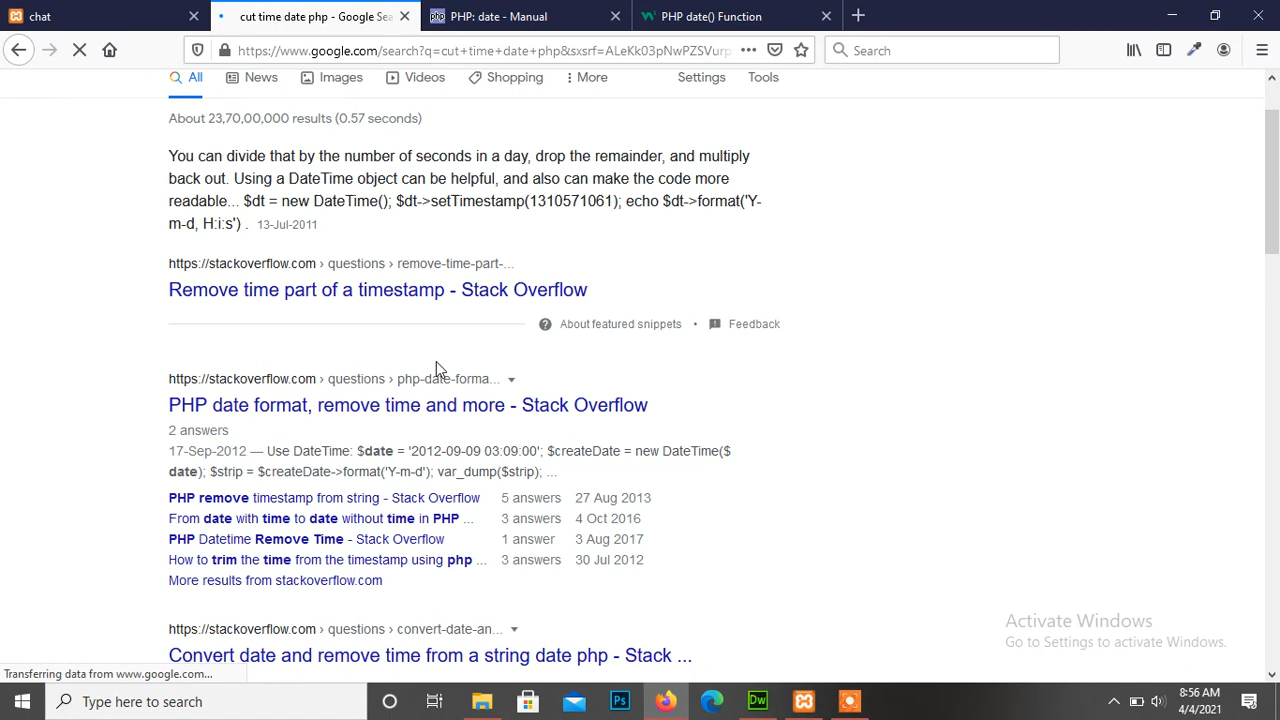 chat
cut time date php - Google Sea
PHP: date - Manual
PHP date() Function
https://www.google.com/search?q=cut+time+date+php&sxsrf=ALeKk03pNwPZSVurp
Search
All
News
Images
Videos
Shopping
More
Settings
Tools
About 23,70,00,000 results (0.57 seconds)
You can divide that by the number of seconds in a day, drop the remainder, and multiply
back out. Using a DateTime object can be helpful, and also can make the code more
readable... $dt = new DateTime(); $dt->setTimestamp(1310571061); echo $dt->format('Y-
m-d, H:i:s') . 13-Jul-2011
https://stackoverflow.com › questions › remove-time-part-...
Remove time part of a timestamp - Stack Overflow
About featured snippets • Feedback
https://stackoverflow.com › questions › php-date-forma...
PHP date format, remove time and more - Stack Overflow
2 answers
17-Sep-2012 — Use DateTime: $date = '2012-09-09 03:09:00'; $createDate = new DateTime($
date); $strip = $createDate->format('Y-m-d'); var_dump($strip); ...
PHP remove timestamp from string - Stack Overflow 5 answers 27 Aug 2013
From date with time to date without time in PHP ... 3 answers 4 Oct 2016
PHP Datetime Remove Time - Stack Overflow 1 answer 3 Aug 2017
How to trim the time from the timestamp using php ... 3 answers 30 Jul 2012
More results from stackoverflow.com
https://stackoverflow.com › questions › convert-date-an...
Convert date and remove time from a string date php - Stack ...
Activate Windows
Go to Settings to activate Windows.
Transferring data from www.google.com...
Type here to search
8:56 AM
4/4/2021